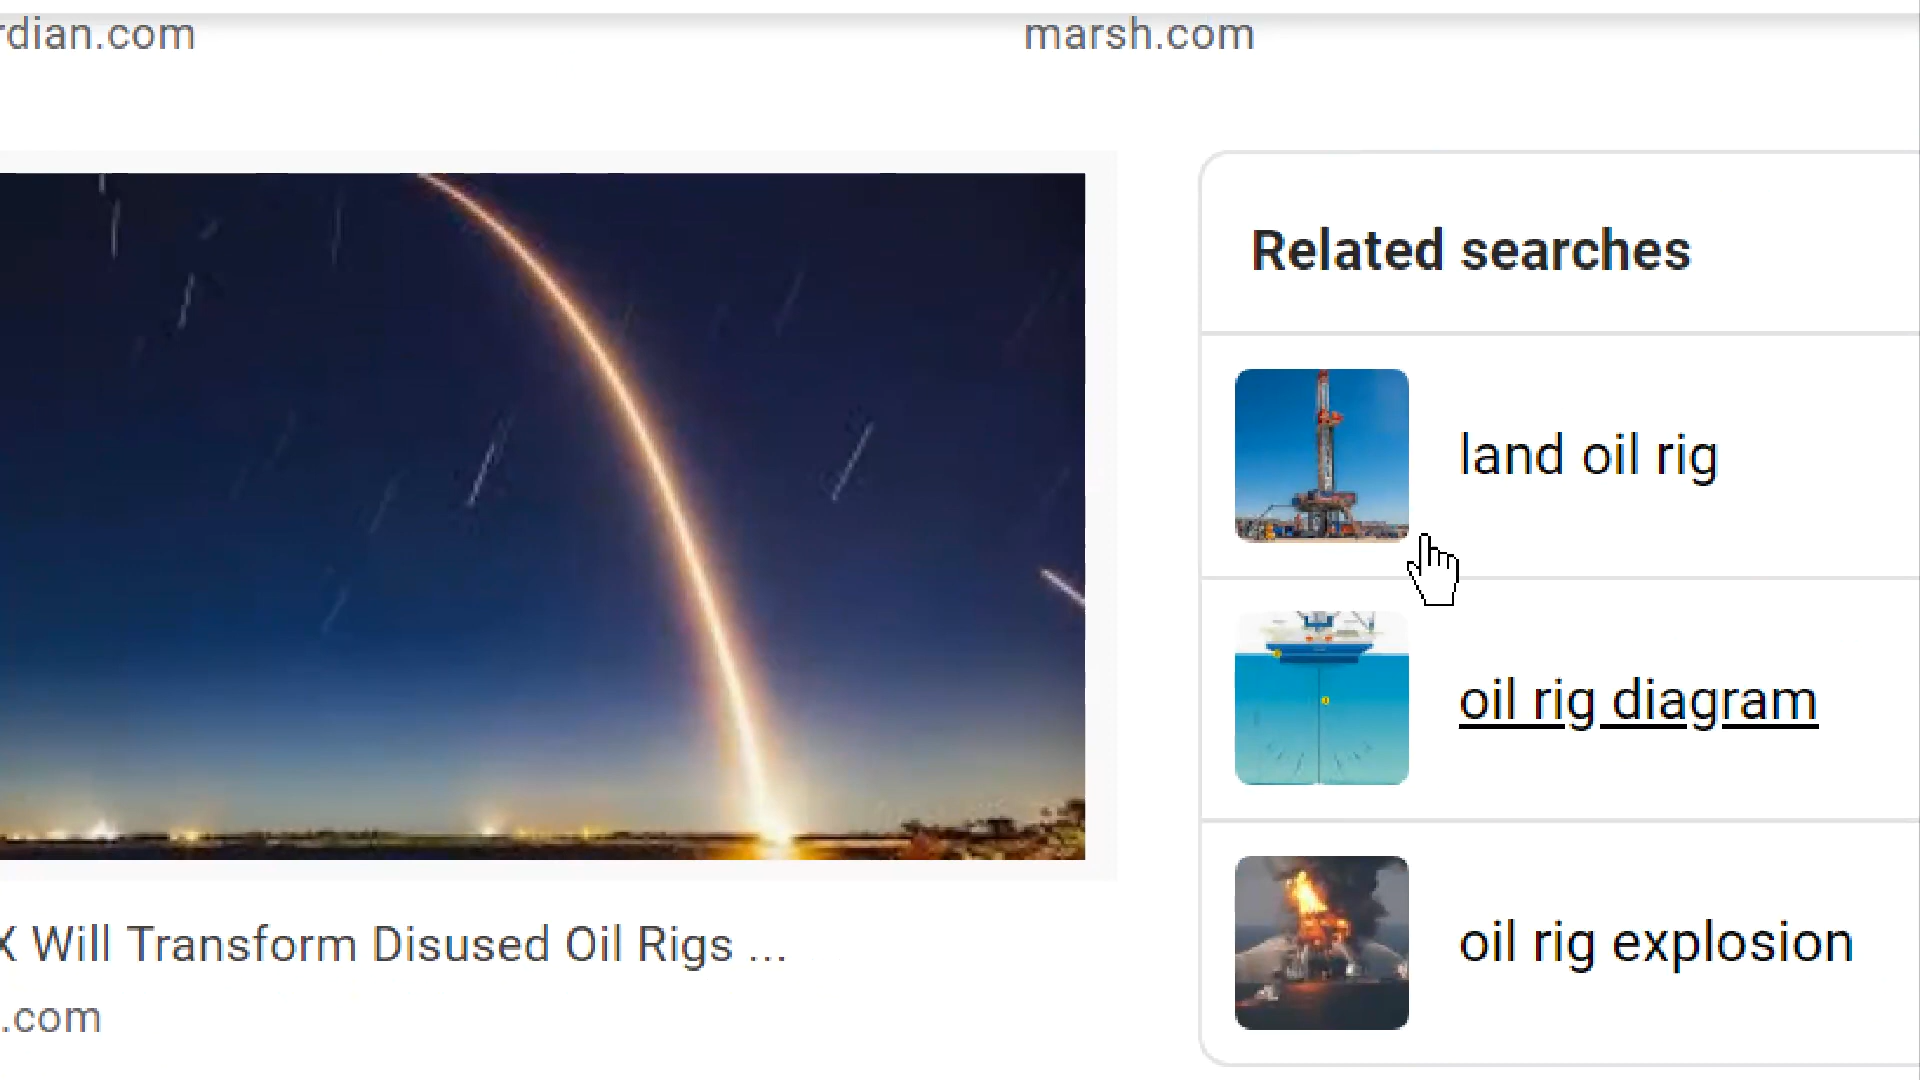 rdian.com
marsh.com
Related searches
land oil rig
oil rig diagram
oil rig explosion
X Will Transform Disused Oil Rigs ...
.com